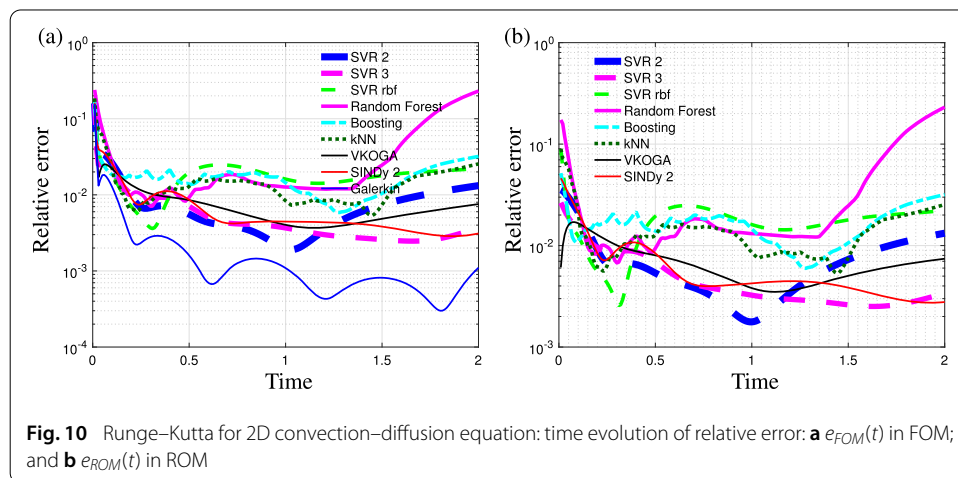 (a)
10^0
10^-1
10^-2
10^-3
10^-4
Relative error
SVR 2
SVR 3
SVR rbf
Random Forest
Boosting
kNN
VKOGA
SINDy 2
Galerkin
0 0.5 1 1.5 2
Time
(b)
10^0
10^-1
10^-2
10^-3
Relative error
SVR 2
SVR 3
SVR rbf
Random Forest
Boosting
kNN
VKOGA
SINDy 2
0 0.5 1 1.5 2
Time
Fig. 10 Runge–Kutta for 2D convection–diffusion equation: time evolution of relative error: a e_FOM(t) in FOM;
and b e_ROM(t) in ROM